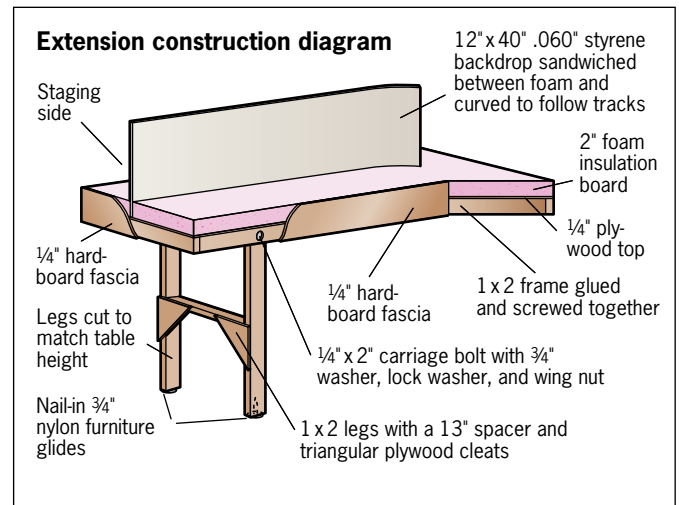 Extension construction diagram
12" x 40" .060" styrene
backdrop sandwiched
between foam and
curved to follow tracks
Staging
side
2" foam
insulation
board
¼" ply-
wood top
¼" hard-
board fascia
1 x 2 frame glued
and screwed together
¼" hard-
board fascia
Legs cut to
match table
height
¼" x 2" carriage bolt with ¾"
washer, lock washer, and wing nut
Nail-in ¾"
nylon furniture
glides
1 x 2 legs with a 13" spacer and
triangular plywood cleats